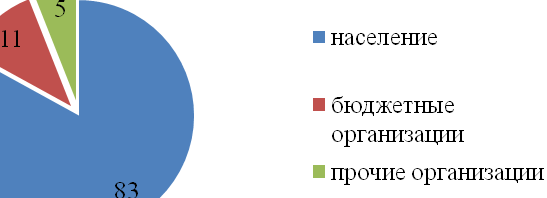 5
11
83
население
бюджетные
организации
прочие организации